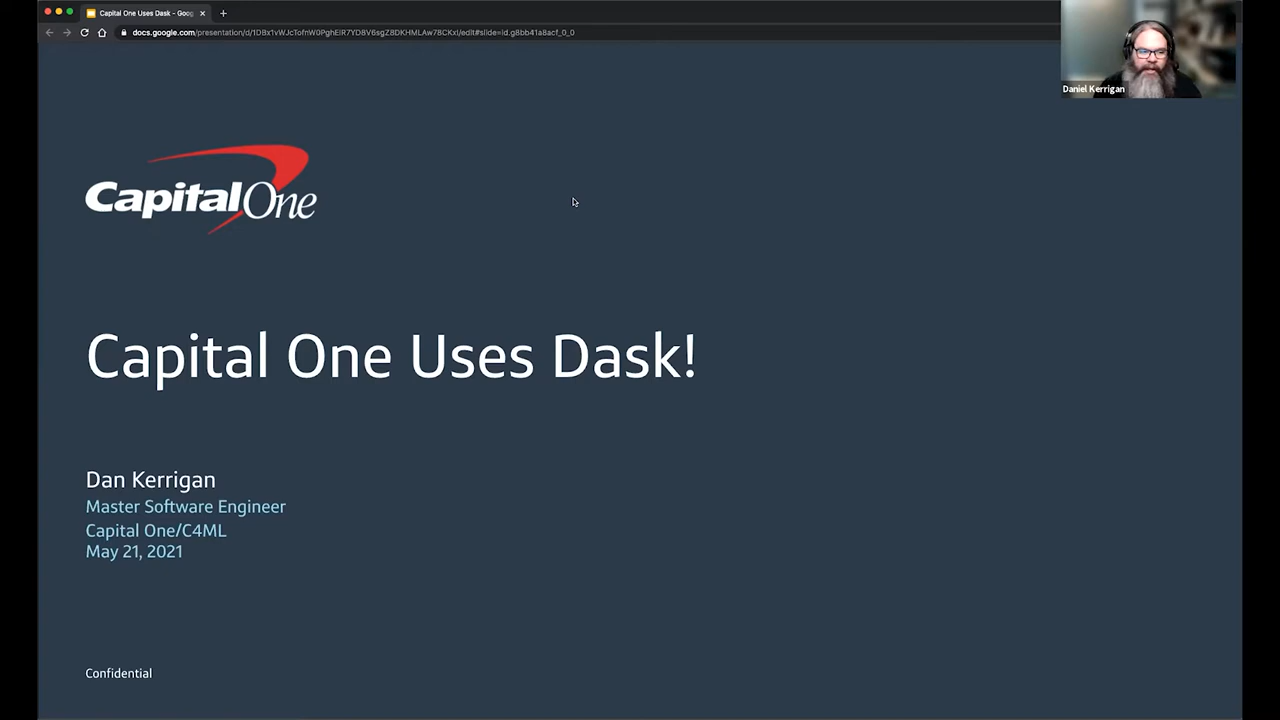 Capital One Uses Dask - Goog
docs.google.com/presentation/d/1DBx1vWJcTofnW0PghEiR7YD8V6sgZ8DKHMLAw78CKxI/edit#slide=id.g8bb41a8acf_0_0
Daniel Kerrigan
Capital One
Capital One Uses Dask!
Dan Kerrigan
Master Software Engineer
Capital One/C4ML
May 21, 2021
Confidential